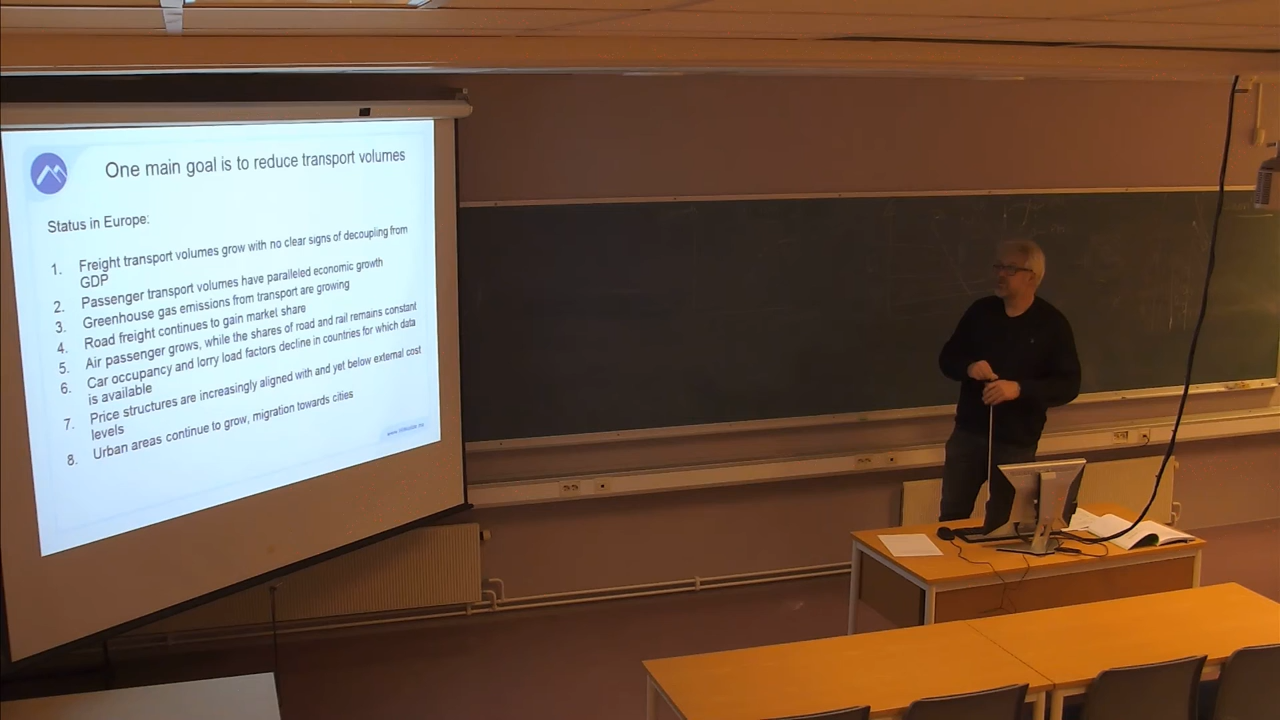 One main goal is to reduce transport volumes
Status in Europe:
1. Freight transport volumes grow with no clear signs of decoupling from
GDP
2. Passenger transport volumes have paralleled economic growth
3. Greenhouse gas emissions from transport are growing
4. Road freight continues to gain market share
5. Air passenger grows, while the shares of road and rail remains constant
6. Car occupancy and lorry load factors decline in countries for which data
is available
7. Price structures are increasingly aligned with and yet below external cost
levels
8. Urban areas continue to grow, migration towards cities